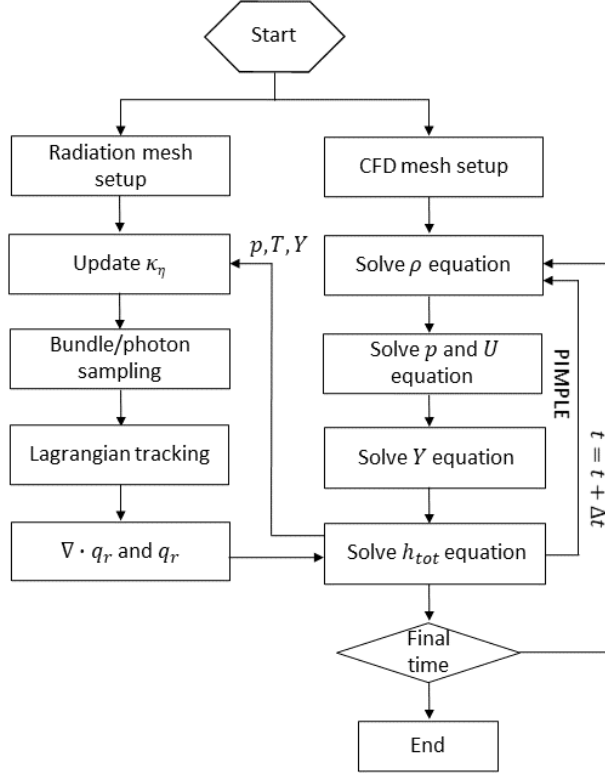 Start
Radiation mesh
setup
CFD mesh setup
p, T, Y
Update κ_η
Solve ρ equation
Bundle/photon
sampling
Solve p and U
equation
PIMPLE
t = t + Δt
Lagrangian tracking
Solve Y equation
∇ · q_r and q_r
Solve h_tot equation
Final
time
End